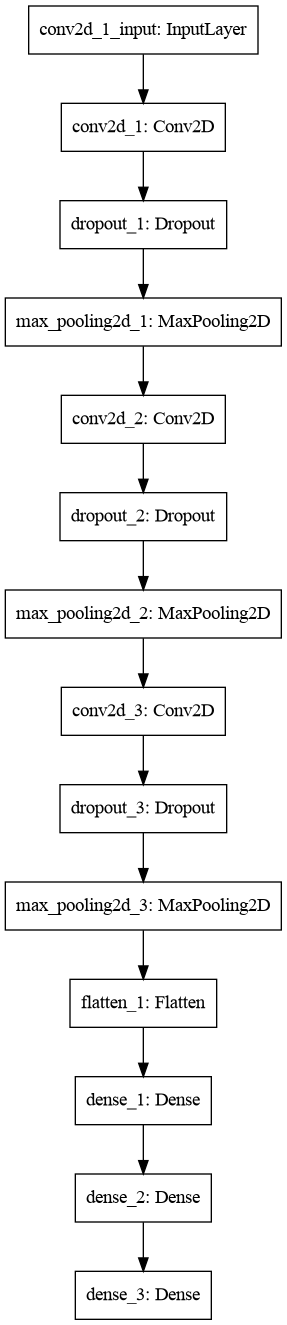 conv2d_1_input: InputLayer
conv2d_1: Conv2D
dropout_1: Dropout
max_pooling2d_1: MaxPooling2D
conv2d_2: Conv2D
dropout_2: Dropout
max_pooling2d_2: MaxPooling2D
conv2d_3: Conv2D
dropout_3: Dropout
max_pooling2d_3: MaxPooling2D
flatten_1: Flatten
dense_1: Dense
dense_2: Dense
dense_3: Dense